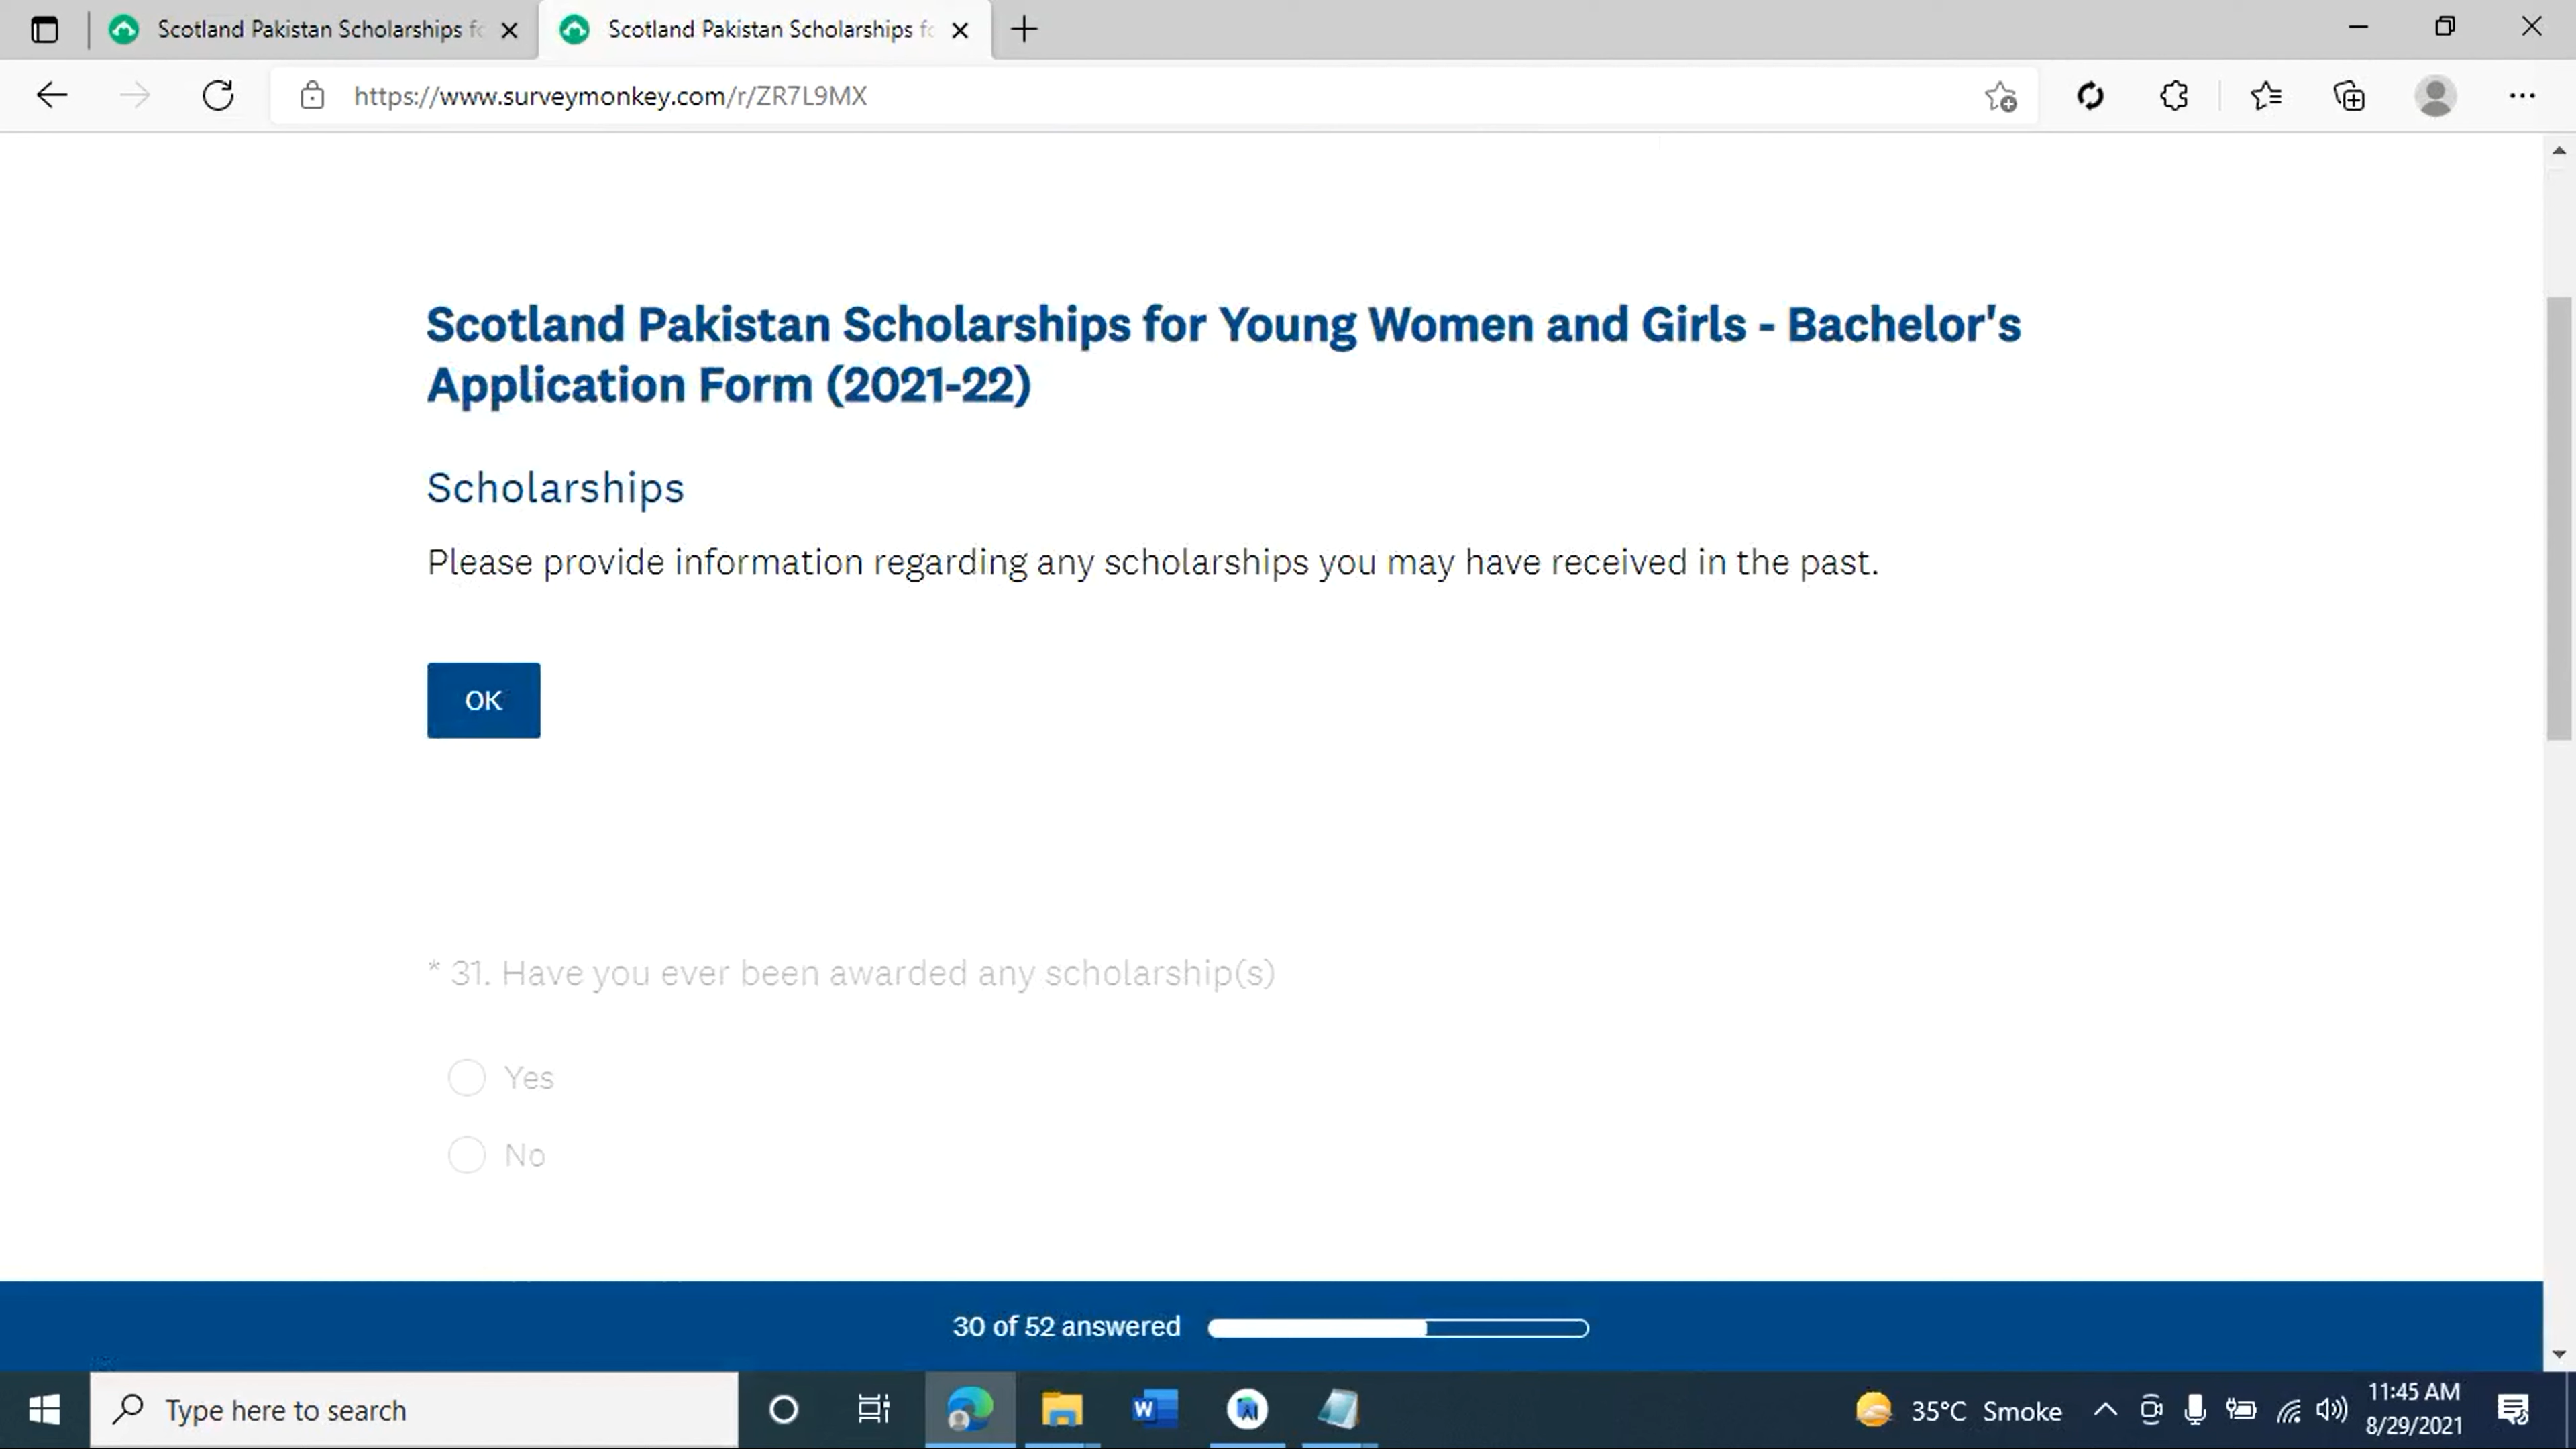 Scotland Pakistan Scholarships fo
Scotland Pakistan Scholarships fo
https://www.surveymonkey.com/r/ZR7L9MX
Scotland Pakistan Scholarships for Young Women and Girls - Bachelor's
Application Form (2021-22)
Scholarships
Please provide information regarding any scholarships you may have received in the past.
OK
* 31. Have you ever been awarded any scholarship(s)
Yes
No
30 of 52 answered
Type here to search
35°C Smoke
11:45 AM
8/29/2021